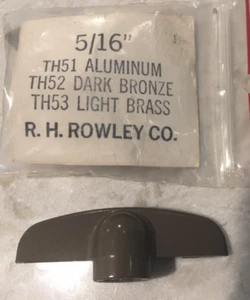 5/16"
TH51 ALUMINUM
TH52 DARK BRONZE
TH53 LIGHT BRASS
R. H. ROWLEY CO.